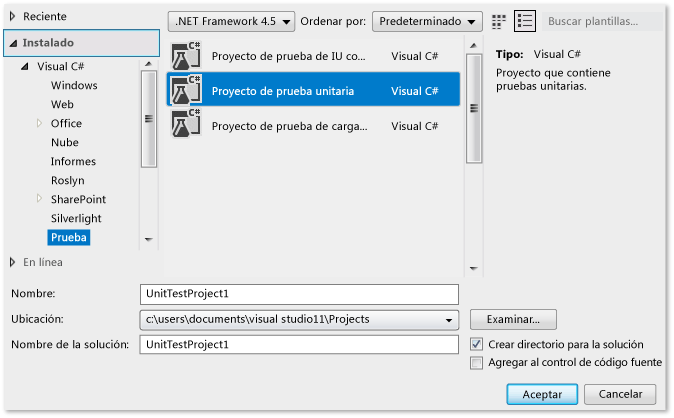 Reciente
.NET Framework 4.5
Ordenar por:
Predeterminado
Buscar plantillas...
Instalado
Visual C#
Windows
Web
Office
Nube
Informes
Roslyn
SharePoint
Silverlight
Prueba
En línea
C#
Proyecto de prueba de IU co...
Visual C#
C#
Proyecto de prueba unitaria
Visual C#
C#
Proyecto de prueba de carga...
Visual C#
Tipo: Visual C#
Proyecto que contiene
pruebas unitarias.
Nombre:
UnitTestProject1
Ubicación:
c:\users\documents\visual studio11\Projects
Examinar...
Nombre de la solución:
UnitTestProject1
Crear directorio para la solución
Agregar al control de código fuente
Aceptar
Cancelar